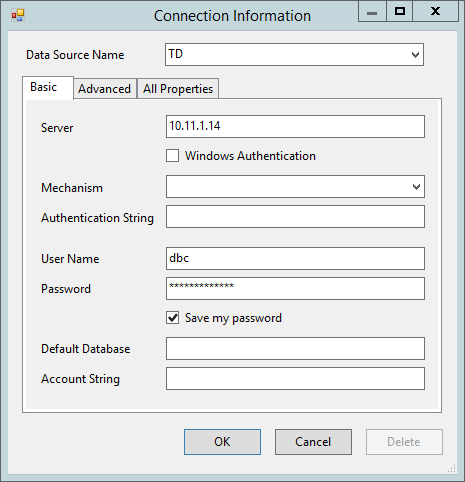 Connection Information
Data Source Name TD
Basic Advanced All Properties
Server 10.11.1.14
Windows Authentication
Mechanism
Authentication String
User Name dbc
Password *************
Save my password
Default Database
Account String
OK Cancel Delete